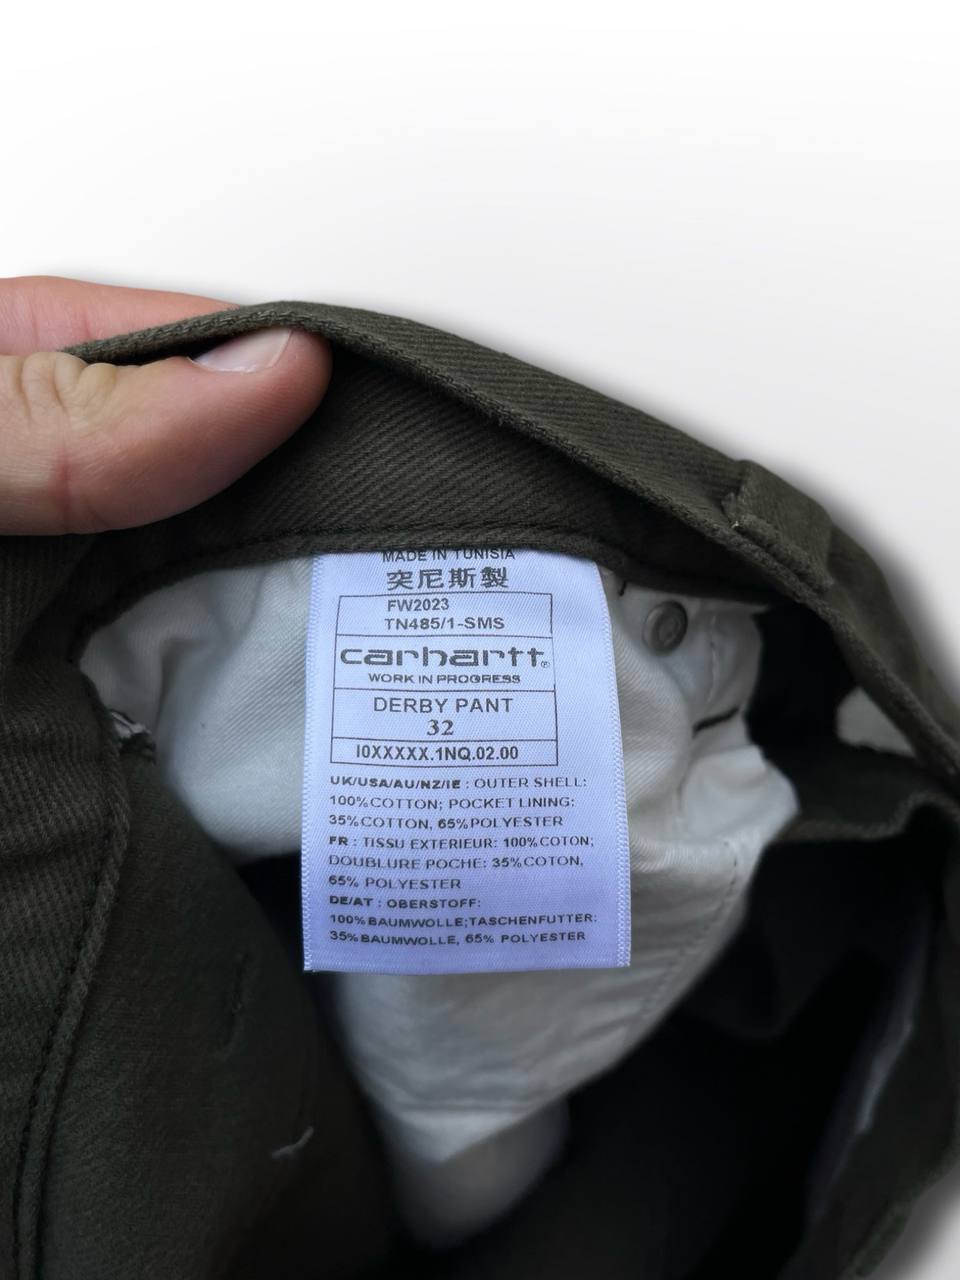 MADE IN TUNISIA
突尼斯製
FW2023
TN485/1-SMS
carhartt®
WORK IN PROGRESS
DERBY PANT
32
I0XXXXX.1NQ.02.00
UK/USA/AU/NZ/IE : OUTER SHELL:
100%COTTON; POCKET LINING:
35%COTTON, 65%POLYESTER
FR : TISSU EXTERIEUR: 100%COTON;
DOUBLURE POCHE: 35%COTON,
65% POLYESTER
DE/AT : OBERSTOFF:
100%BAUMWOLLE;TASCHENFUTTER:
35%BAUMWOLLE, 65% POLYESTER